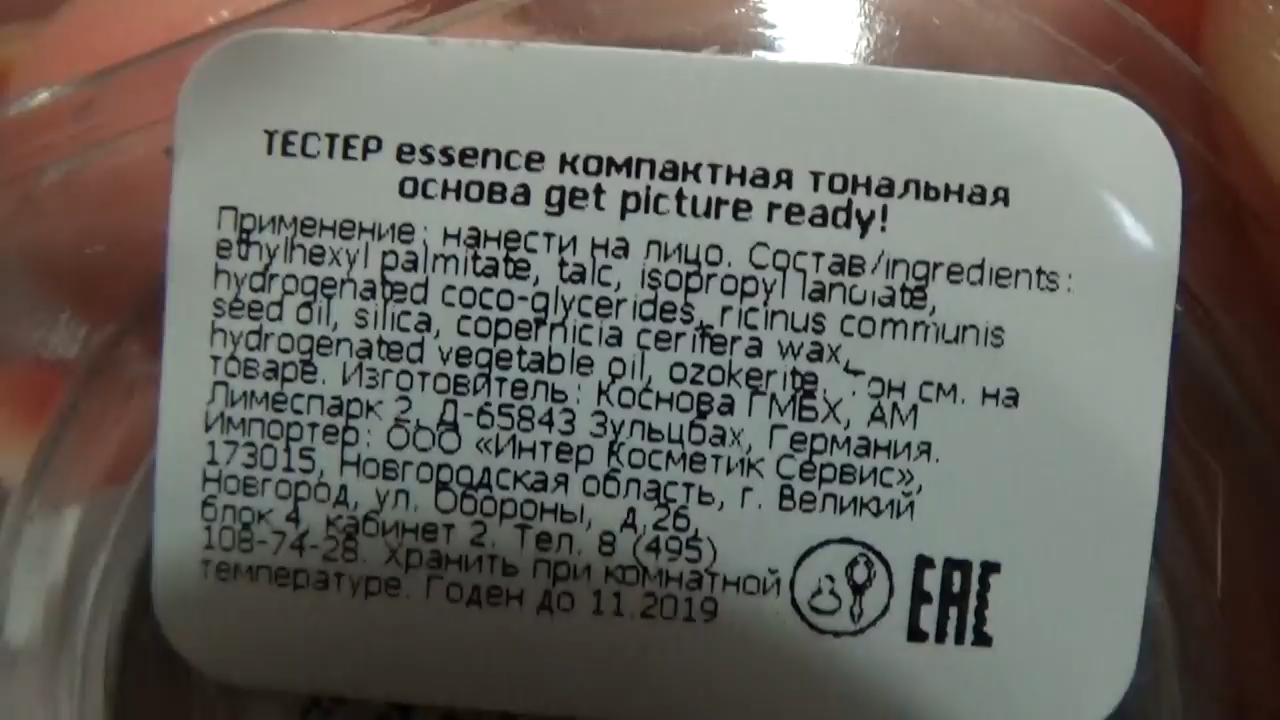 ТЕСТЕР essence компактная тональная
основа get picture ready!
Применение: нанести на лицо. Состав/ingredients:
ethylhexyl palmitate, talc, isopropyl lanolate,
hydrogenated coco-glycerides, ricinus communis
seed oil, silica, copernicia cerifera wax,
hydrogenated vegetable oil, ozokerite. Тон см. на
товаре. Изготовитель: Коснова ГМБХ, АМ
Лимеспарк 2, Д-65843 Зульцбах, Германия.
Импортер: ООО «Интер Косметик Сервис»,
173015, Новгородская область, г. Великий
Новгород, ул. Обороны, д.26,
блок 4, кабинет 2. Тел. 8 (495)
108-74-28. Хранить при комнатной
температуре. Годен до 11.2019
EAC